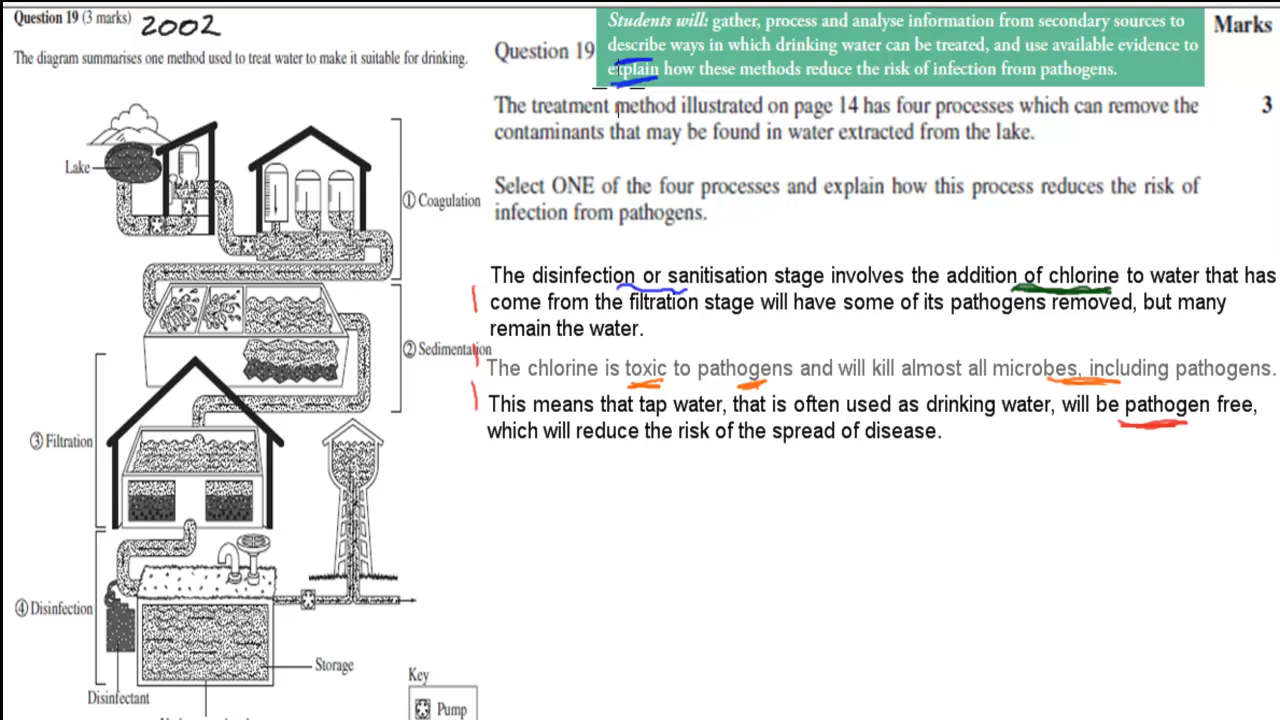 Question 19 (3 marks) 2002
The diagram summarises one method used to treat water to make it suitable for drinking.
Lake
① Coagulation
② Sedimentation
③ Filtration
④ Disinfection
Storage
Disinfectant
Key
Pump
Students will: gather, process and analyse information from secondary sources to
describe ways in which drinking water can be treated, and use available evidence to
explain how these methods reduce the risk of infection from pathogens.
Marks
Question 19
The treatment method illustrated on page 14 has four processes which can remove the 3
contaminants that may be found in water extracted from the lake.
Select ONE of the four processes and explain how this process reduces the risk of
infection from pathogens.
The disinfection or sanitisation stage involves the addition of chlorine to water that has
come from the filtration stage will have some of its pathogens removed, but many
remain the water.
The chlorine is toxic to pathogens and will kill almost all microbes, including pathogens.
This means that tap water, that is often used as drinking water, will be pathogen free,
which will reduce the risk of the spread of disease.